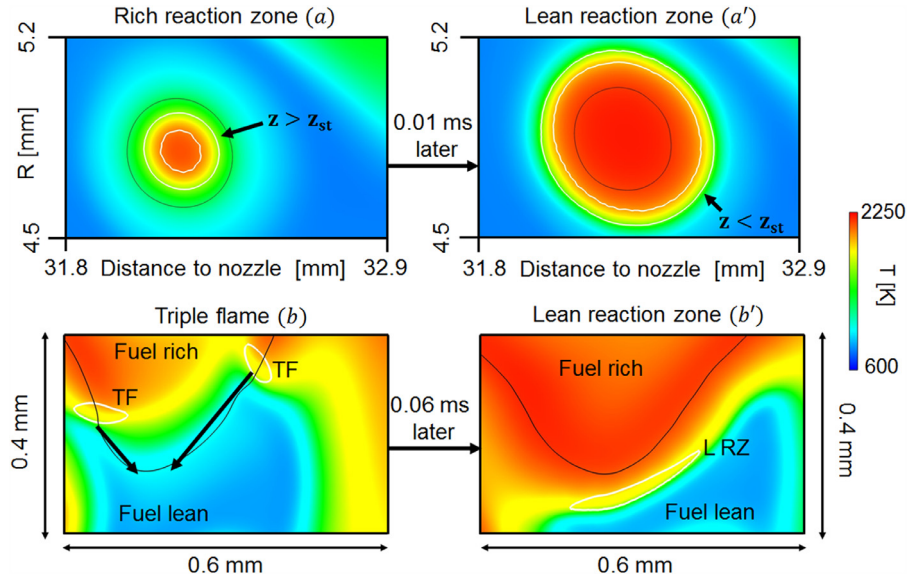 Rich reaction zone (a)
Lean reaction zone (a′)
5.2
5.2
R [mm]
z > z_st
0.01 ms
later
z < z_st
4.5
4.5
31.8
Distance to nozzle [mm]
32.9
31.8
Distance to nozzle [mm]
32.9
2250
T [K]
600
Triple flame (b)
Lean reaction zone (b′)
Fuel rich
TF
TF
Fuel rich
0.4 mm
0.06 ms
later
L RZ
0.4 mm
Fuel lean
Fuel lean
0.6 mm
0.6 mm